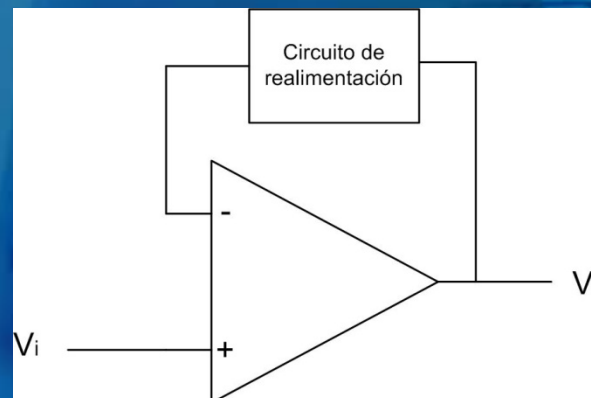 Circuito de
realimentación
-
V
Vi
+